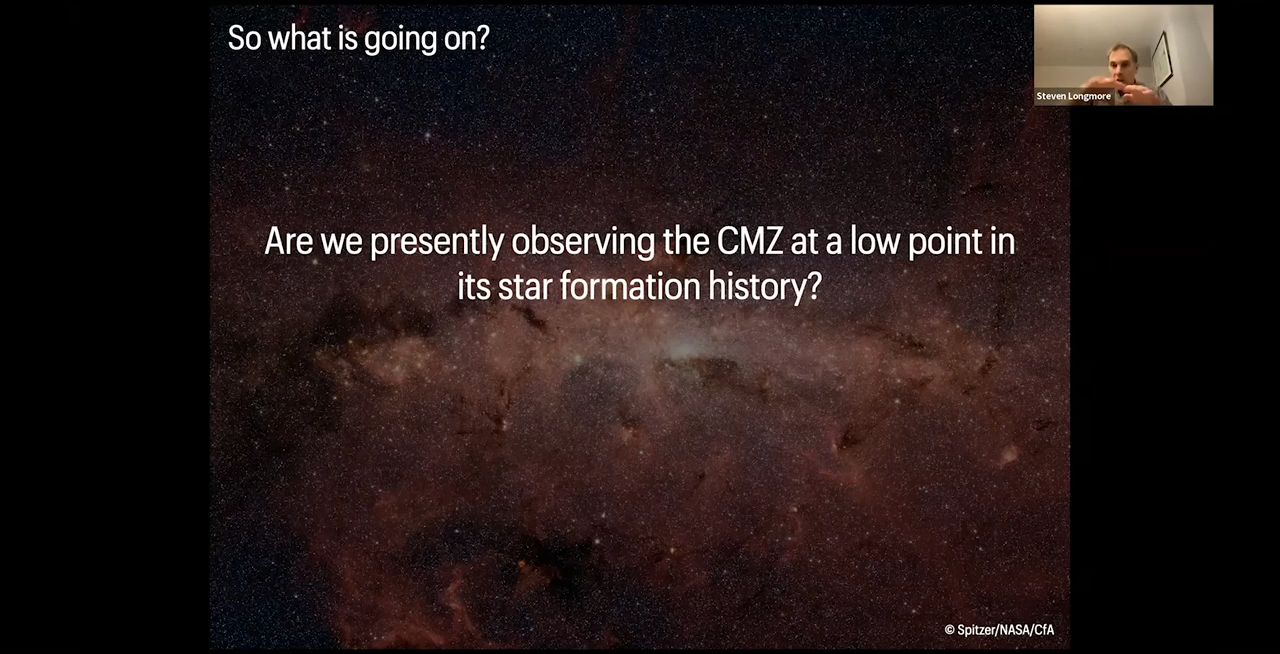 So what is going on?
Steven Longmore
Are we presently observing the CMZ at a low point in
its star formation history?
© Spitzer/NASA/CfA